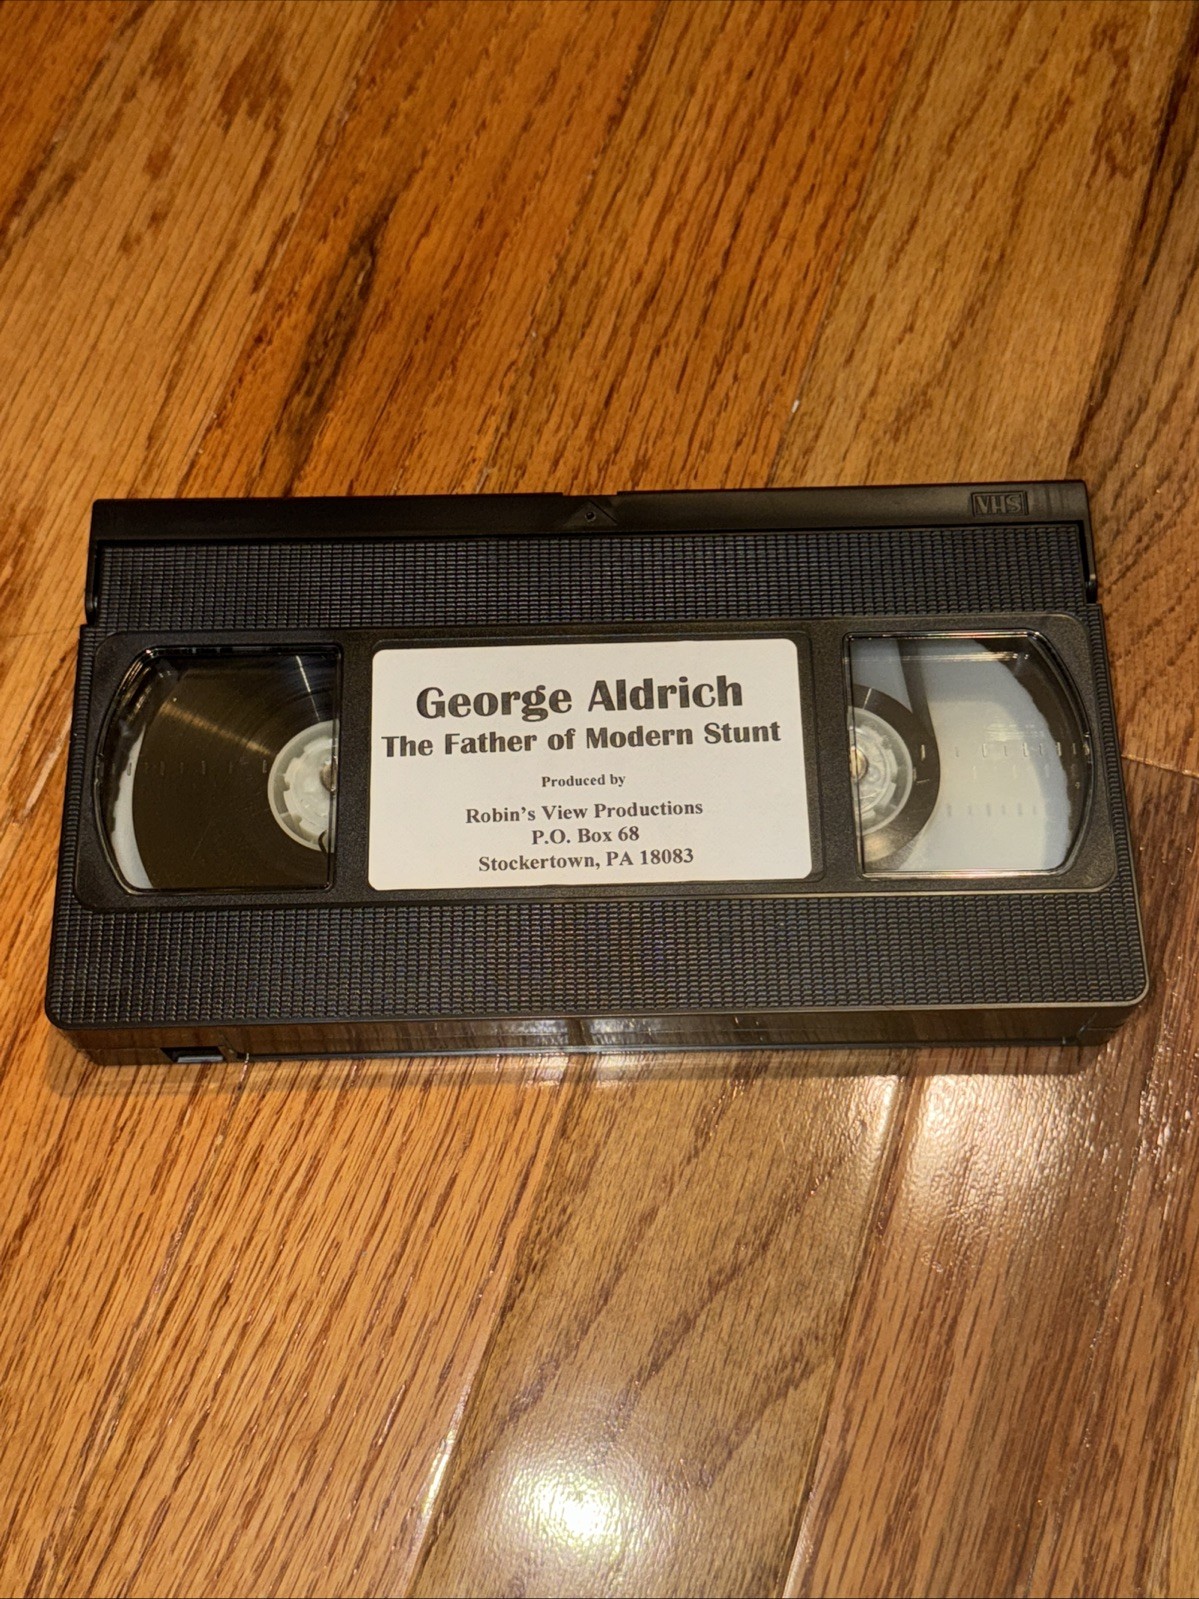 VHS
George Aldrich
The Father of Modern Stunt
Produced by
Robin's View Productions
P.O. Box 68
Stockertown, PA 18083